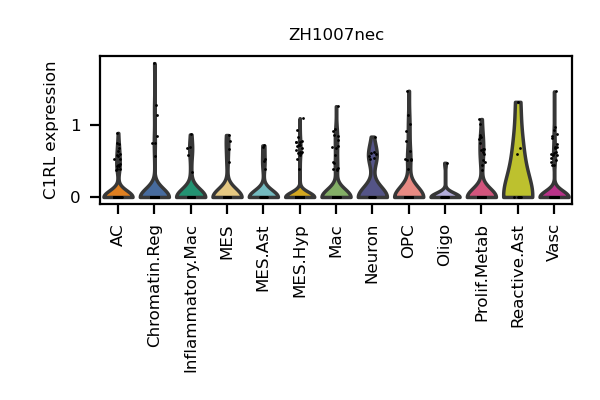 ZH1007nec
C1RL expression
1
0
AC
Chromatin.Reg
Inflammatory.Mac
MES
MES.Ast
MES.Hyp
Mac
Neuron
OPC
Oligo
Prolif.Metab
Reactive.Ast
Vasc